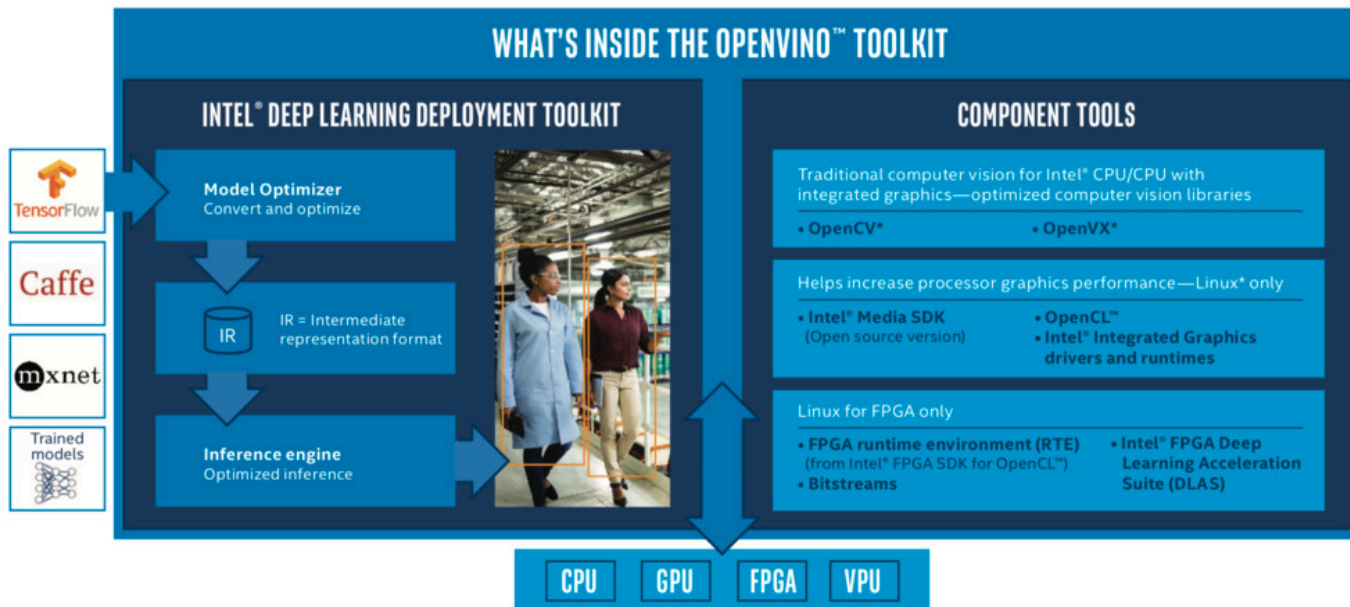 WHAT'S INSIDE THE OPENVINO™ TOOLKIT
INTEL® DEEP LEARNING DEPLOYMENT TOOLKIT
TensorFlow
Caffe
mxnet
Trained
models
Model Optimizer
Convert and optimize
IR
IR = Intermediate
representation format
Inference engine
Optimized inference
COMPONENT TOOLS
Traditional computer vision for Intel® CPU/CPU with
integrated graphics—optimized computer vision libraries
• OpenCV*
• OpenVX*
Helps increase processor graphics performance—Linux* only
• Intel® Media SDK
(Open source version)
• OpenCL™
• Intel® Integrated Graphics
drivers and runtimes
Linux for FPGA only
• FPGA runtime environment (RTE)
(from Intel® FPGA SDK for OpenCL™)
• Bitstreams
• Intel® FPGA Deep
Learning Acceleration
Suite (DLAS)
CPU
GPU
FPGA
VPU